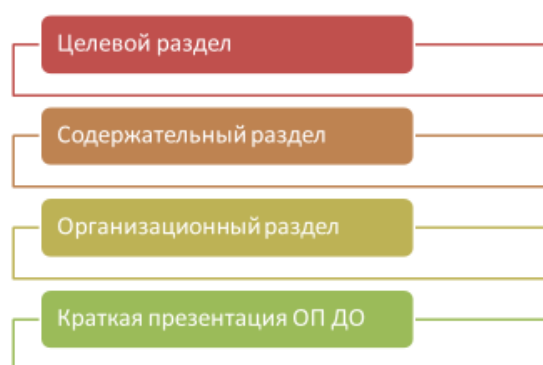 Целевой раздел
Содержательный раздел
Организационный раздел
Краткая презентация ОП ДО